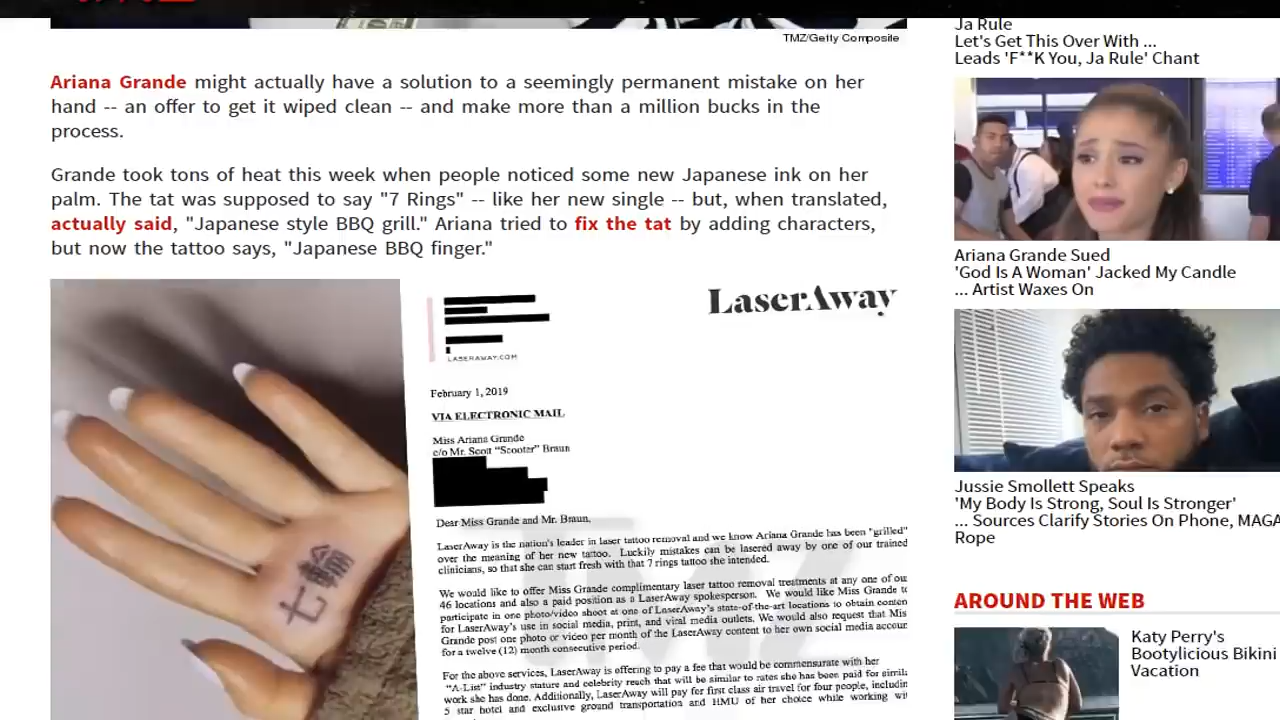 TMZ/Getty Composite
Ariana Grande might actually have a solution to a seemingly permanent mistake on her
hand -- an offer to get it wiped clean -- and make more than a million bucks in the
process.
Grande took tons of heat this week when people noticed some new Japanese ink on her
palm. The tat was supposed to say "7 Rings" -- like her new single -- but, when translated,
actually said, "Japanese style BBQ grill." Ariana tried to fix the tat by adding characters,
but now the tattoo says, "Japanese BBQ finger."
七輪
LaserAway
LASERAWAY.COM
February 1, 2019
VIA ELECTRONIC MAIL
Miss Ariana Grande
c/o Mr. Scott "Scooter" Braun
Dear Miss Grande and Mr. Braun,
LaserAway is the nation's leader in laser tattoo removal and we know Ariana Grande has been "grilled"
over the meaning of her new tattoo. Luckily mistakes can be lasered away by one of our trained
clinicians, so that she can start fresh with that 7 rings tattoo she intended.
We would like to offer Miss Grande complimentary laser tattoo removal treatments at any one of our
46 locations and also a paid position as a LaserAway spokesperson. We would like Miss Grande to
participate in one photo/video shoot at one of LaserAway's state-of-the-art locations to obtain conten
for LaserAway's use in social media, print, and viral media outlets. We would also request that Mis
Grande post one photo or video per month of the LaserAway content to her own social media accoun
for a twelve (12) month consecutive period.
For the above services, LaserAway is offering to pay a fee that would be commensurate with her
"A-List" industry stature and celebrity reach that will be similar to rates she has been paid for simila
work she has done. Additionally, LaserAway will pay for first class air travel for four people, includin
5 star hotel and exclusive ground transportation and HMU of her choice while working wi
Ja Rule
Let's Get This Over With ...
Leads 'F**K You, Ja Rule' Chant
Ariana Grande Sued
'God Is A Woman' Jacked My Candle
... Artist Waxes On
Jussie Smollett Speaks
'My Body Is Strong, Soul Is Stronger'
... Sources Clarify Stories On Phone, MAGA
Rope
AROUND THE WEB
Katy Perry's
Bootylicious Bikini
Vacation